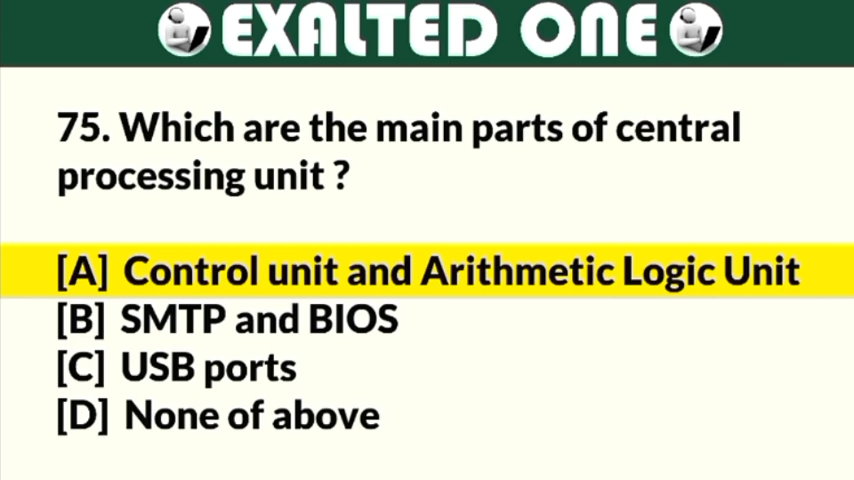 EXALTED ONE
75. Which are the main parts of central
processing unit ?
[A] Control unit and Arithmetic Logic Unit
[B] SMTP and BIOS
[C] USB ports
[D] None of above